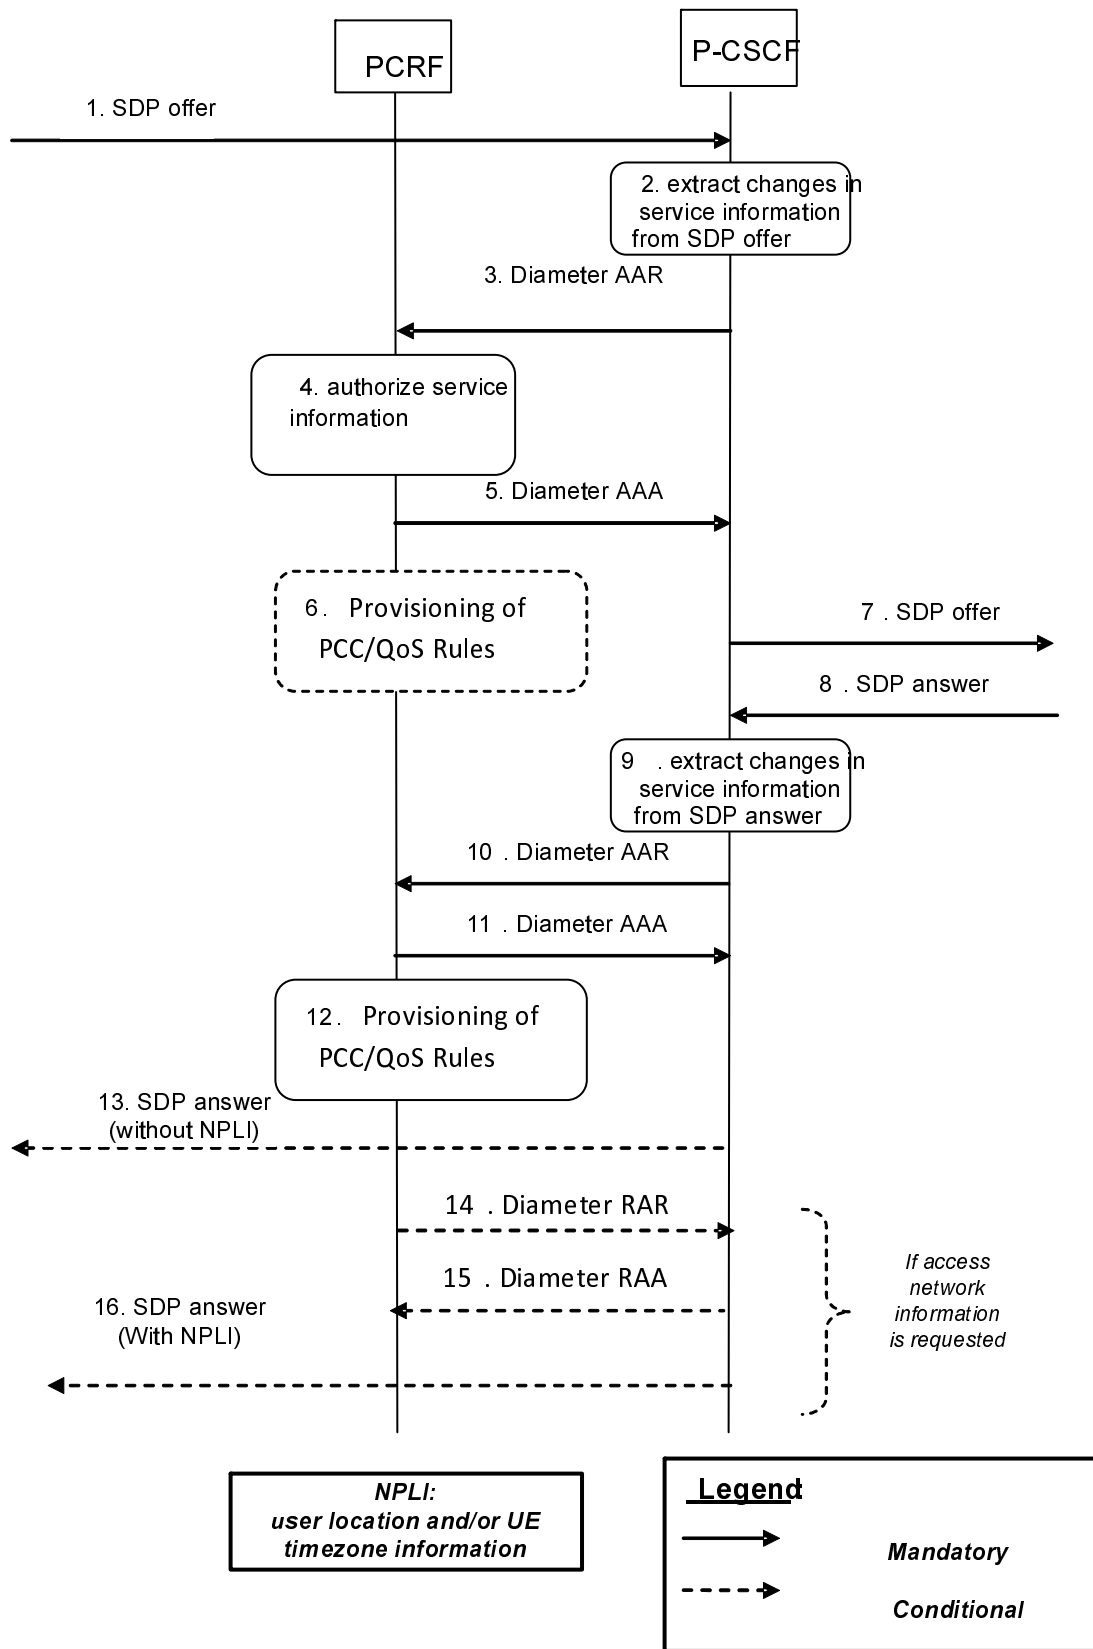 PCRF
P-CSCF
1. SDP offer
2. extract changes in
service information
from SDP offer
3. Diameter AAR
4. authorize service
information
5. Diameter AAA
6. Provisioning of
PCC/QoS Rules
7 . SDP offer
8 . SDP answer
9 . extract changes in
service information
from SDP answer
10 . Diameter AAR
11 . Diameter AAA
12. Provisioning of
PCC/QoS Rules
13. SDP answer
(without NPLI)
14 . Diameter RAR
15 . Diameter RAA
16. SDP answer
(With NPLI)
If access
network
information
is requested
NPLI:
user location and/or UE
timezone information
Legend
Mandatory
Conditional